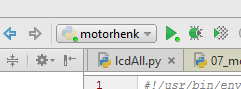 motorhenk
lcdAll.py 07_m
1 #!/usr/bin/env